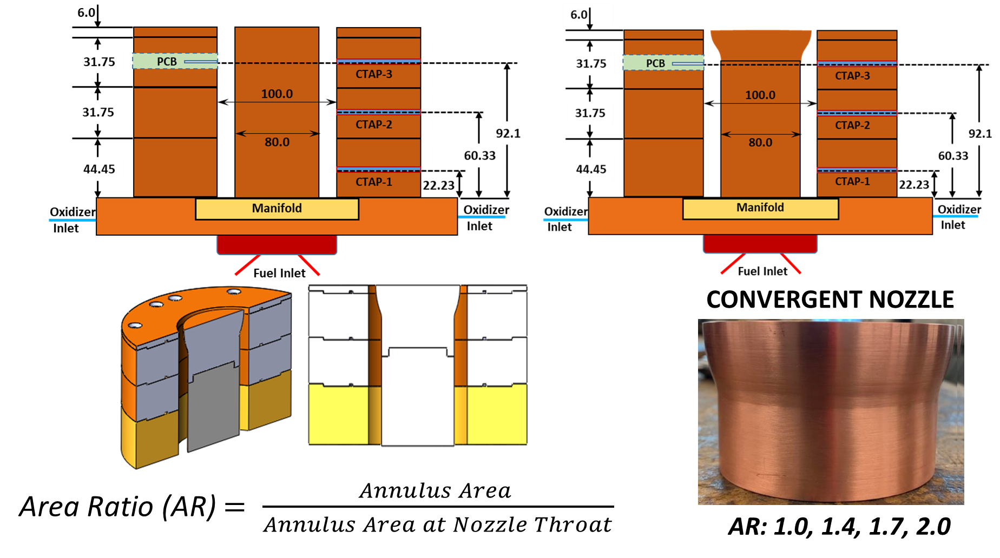 6.0
31.75
31.75
44.45
PCB
100.0
80.0
CTAP-3
CTAP-2
CTAP-1
92.1
60.33
22.23
Manifold
Oxidizer
Inlet
Oxidizer
Inlet
Fuel Inlet
6.0
31.75
31.75
44.45
PCB
100.0
80.0
CTAP-3
CTAP-2
CTAP-1
92.1
60.33
22.23
Manifold
Oxidizer
Inlet
Oxidizer
Inlet
Fuel Inlet
CONVERGENT NOZZLE
Area Ratio (AR) =
Annulus Area
Annulus Area at Nozzle Throat
AR: 1.0, 1.4, 1.7, 2.0